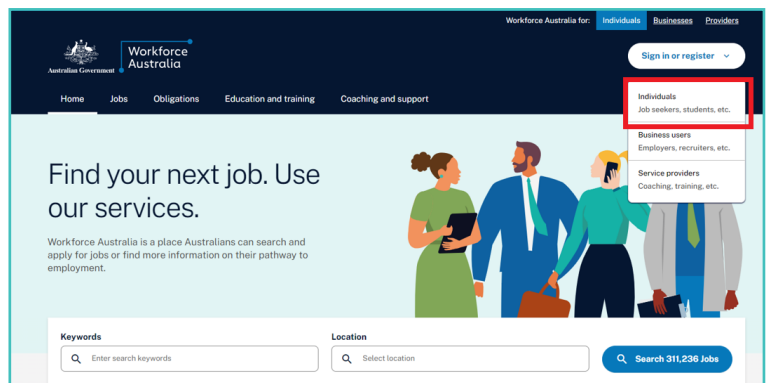 Workforce Australia for: Individuals Businesses Providers
Australian Government
Workforce
Australia
Sign in or register
Home Jobs Obligations Education and training Coaching and support
Individuals
Job seekers, students, etc.
Business users
Employers, recruiters, etc.
Service providers
Coaching, training, etc.
Find your next job. Use
our services.
Workforce Australia is a place Australians can search and
apply for jobs or find more information on their pathway to
employment.
Keywords Location
Enter search keywords Select location Search 311,236 Jobs